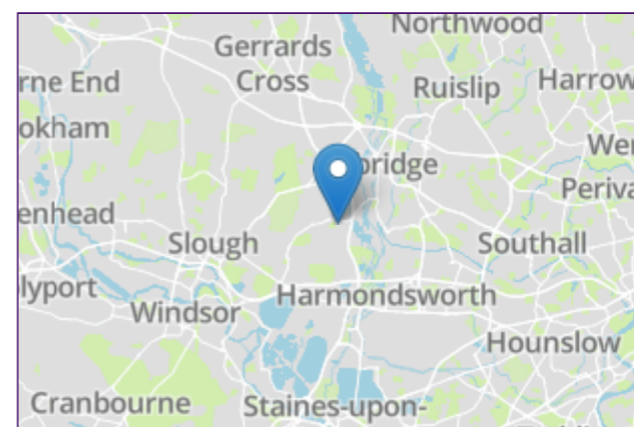 Northwood
Gerrards
Cross
Ruislip
Harrow
rne End
okham
Wer
bridge
Periva
enhead
Slough
Southall
lyport
Windsor
Harmondsworth
Hounslow
Cranbourne
Staines-upon-